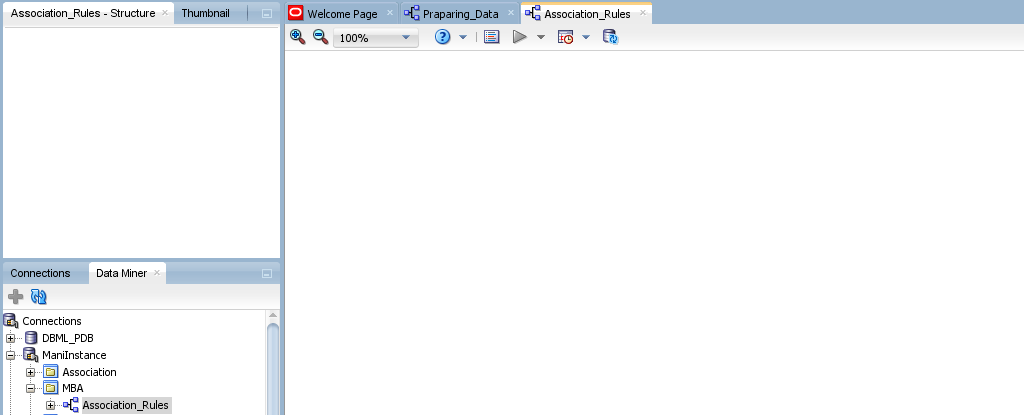 Association_Rules - Structure
Thumbnail
Welcome Page
Praparing_Data
Association_Rules
100%
Connections
Data Miner
Connections
DBML_PDB
ManiInstance
Association
MBA
Association_Rules